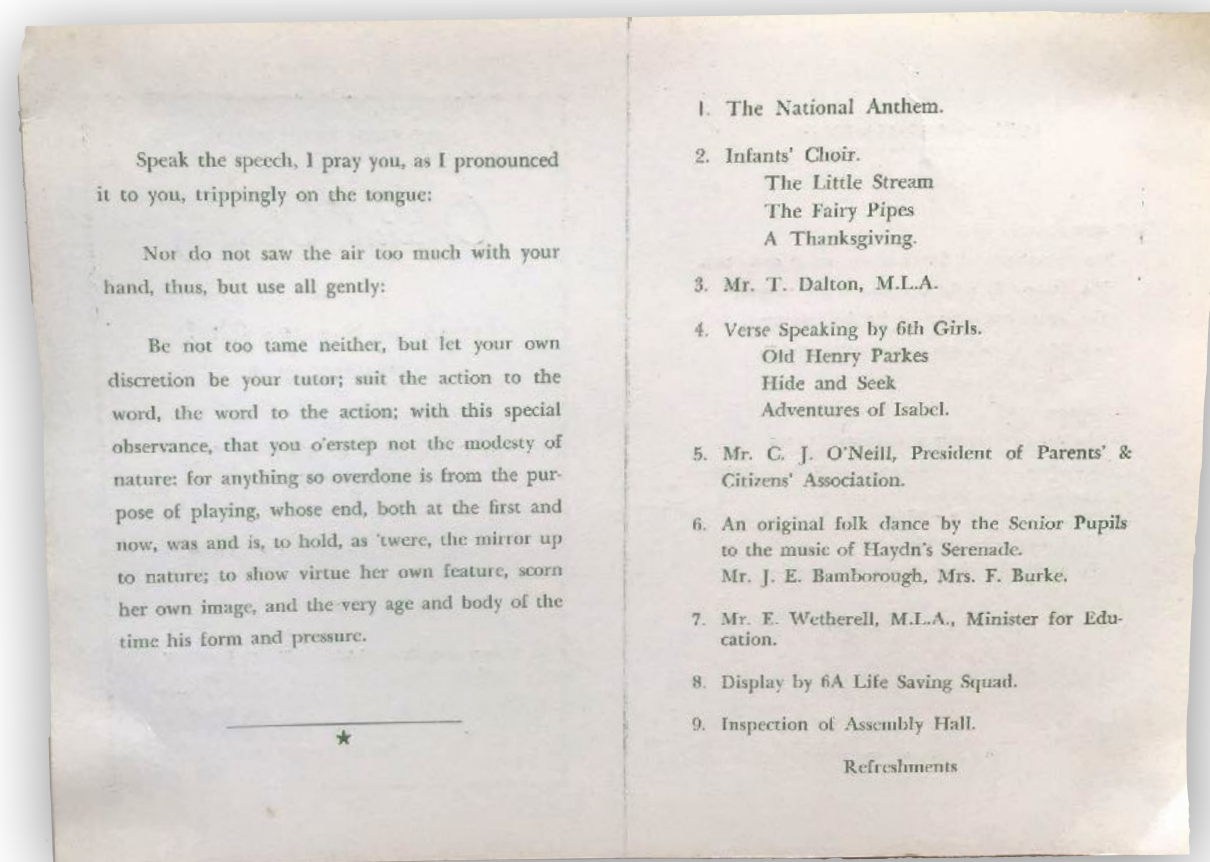 Speak the speech, I pray you, as I pronounced
it to you, trippingly on the tongue:
Nor do not saw the air too much with your
hand, thus, but use all gently:
Be not too tame neither, but let your own
discretion be your tutor; suit the action to the
word, the word to the action; with this special
observance, that you o'erstep not the modesty of
nature: for anything so overdone is from the pur-
pose of playing, whose end, both at the first and
now, was and is, to hold, as 'twere, the mirror up
to nature; to show virtue her own feature, scorn
her own image, and the very age and body of the
time his form and pressure.
1. The National Anthem.
2. Infants' Choir.
The Little Stream
The Fairy Pipes
A Thanksgiving.
3. Mr. T. Dalton, M.L.A.
4. Verse Speaking by 6th Girls.
Old Henry Parkes
Hide and Seek
Adventures of Isabel.
5. Mr. C. J. O'Neill, President of Parents' &
Citizens' Association.
6. An original folk dance by the Senior Pupils
to the music of Haydn's Serenade.
Mr. J. E. Bamborough, Mrs. F. Burke.
7. Mr. E. Wetherell, M.L.A., Minister for Edu-
cation.
8. Display by 6A Life Saving Squad.
9. Inspection of Assembly Hall.
Refreshments